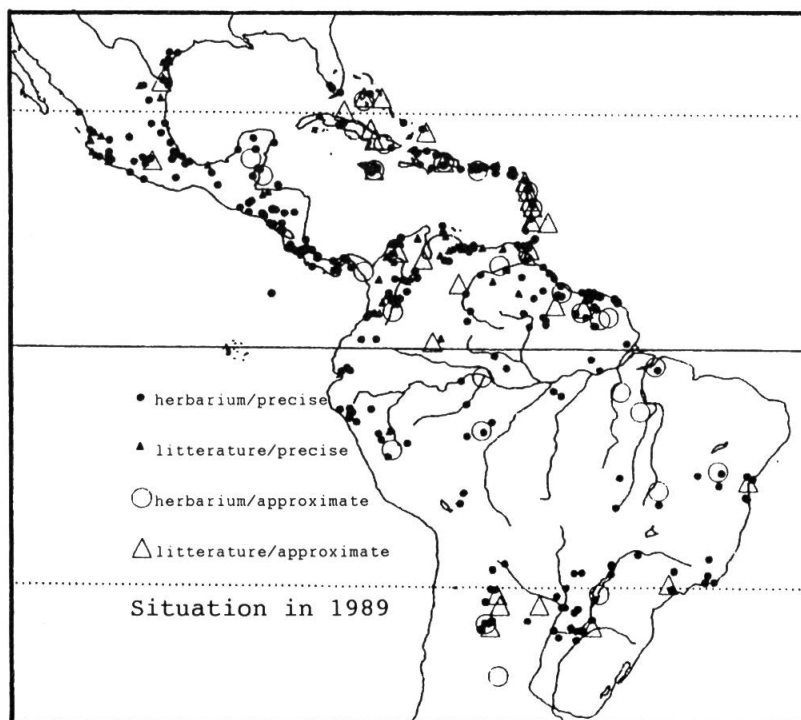 herbarium/precise
litterature/precise
herbarium/approximate
litterature/approximate
Situation in 1989